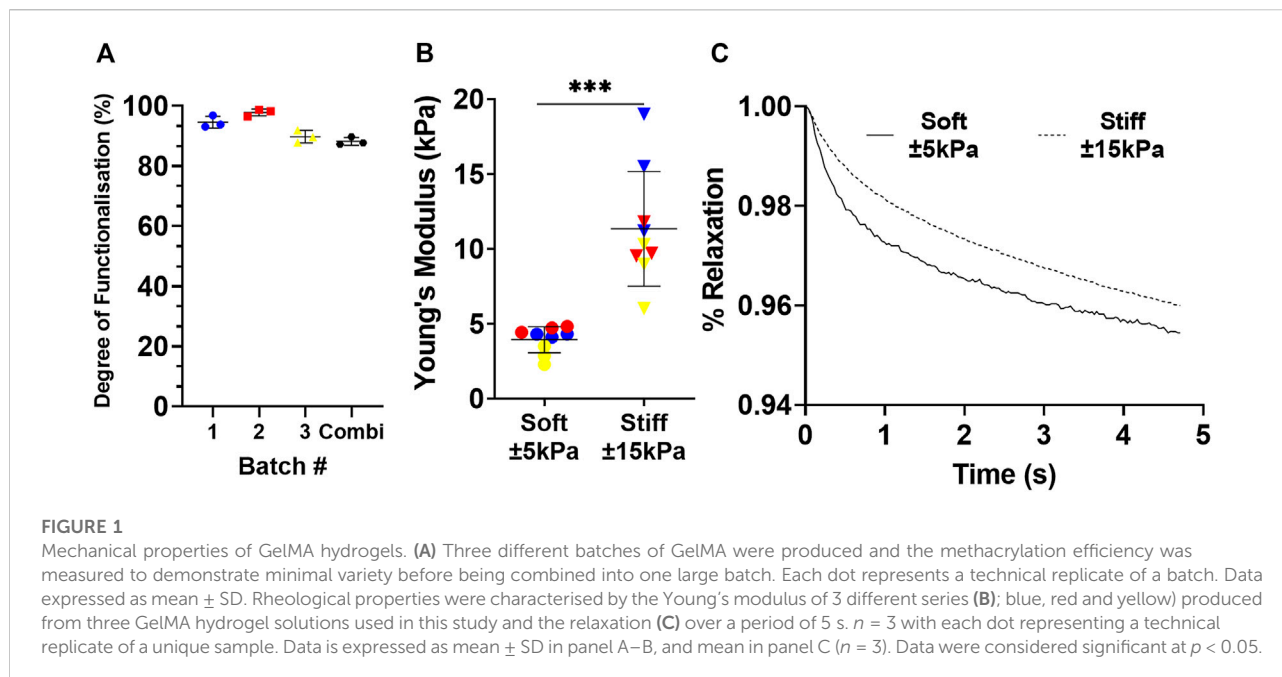 A
Degree of Functionalisation (%)
100
80
60
40
20
0
1 2 3 Combi
Batch #
B
***
Young's Modulus (kPa)
20
15
10
5
0
Soft Stiff
±5kPa ±15kPa
C
% Relaxation
1.00
0.98
0.96
0.94
Soft Stiff
±5kPa ±15kPa
0 1 2 3 4 5
Time (s)
FIGURE 1
Mechanical properties of GelMA hydrogels. (A) Three different batches of GelMA were produced and the methacrylation efficiency was
measured to demonstrate minimal variety before being combined into one large batch. Each dot represents a technical replicate of a batch. Data
expressed as mean ± SD. Rheological properties were characterised by the Young's modulus of 3 different series (B); blue, red and yellow) produced
from three GelMA hydrogel solutions used in this study and the relaxation (C) over a period of 5 s. n = 3 with each dot representing a technical
replicate of a unique sample. Data is expressed as mean ± SD in panel A–B, and mean in panel C (n = 3). Data were considered significant at p < 0.05.